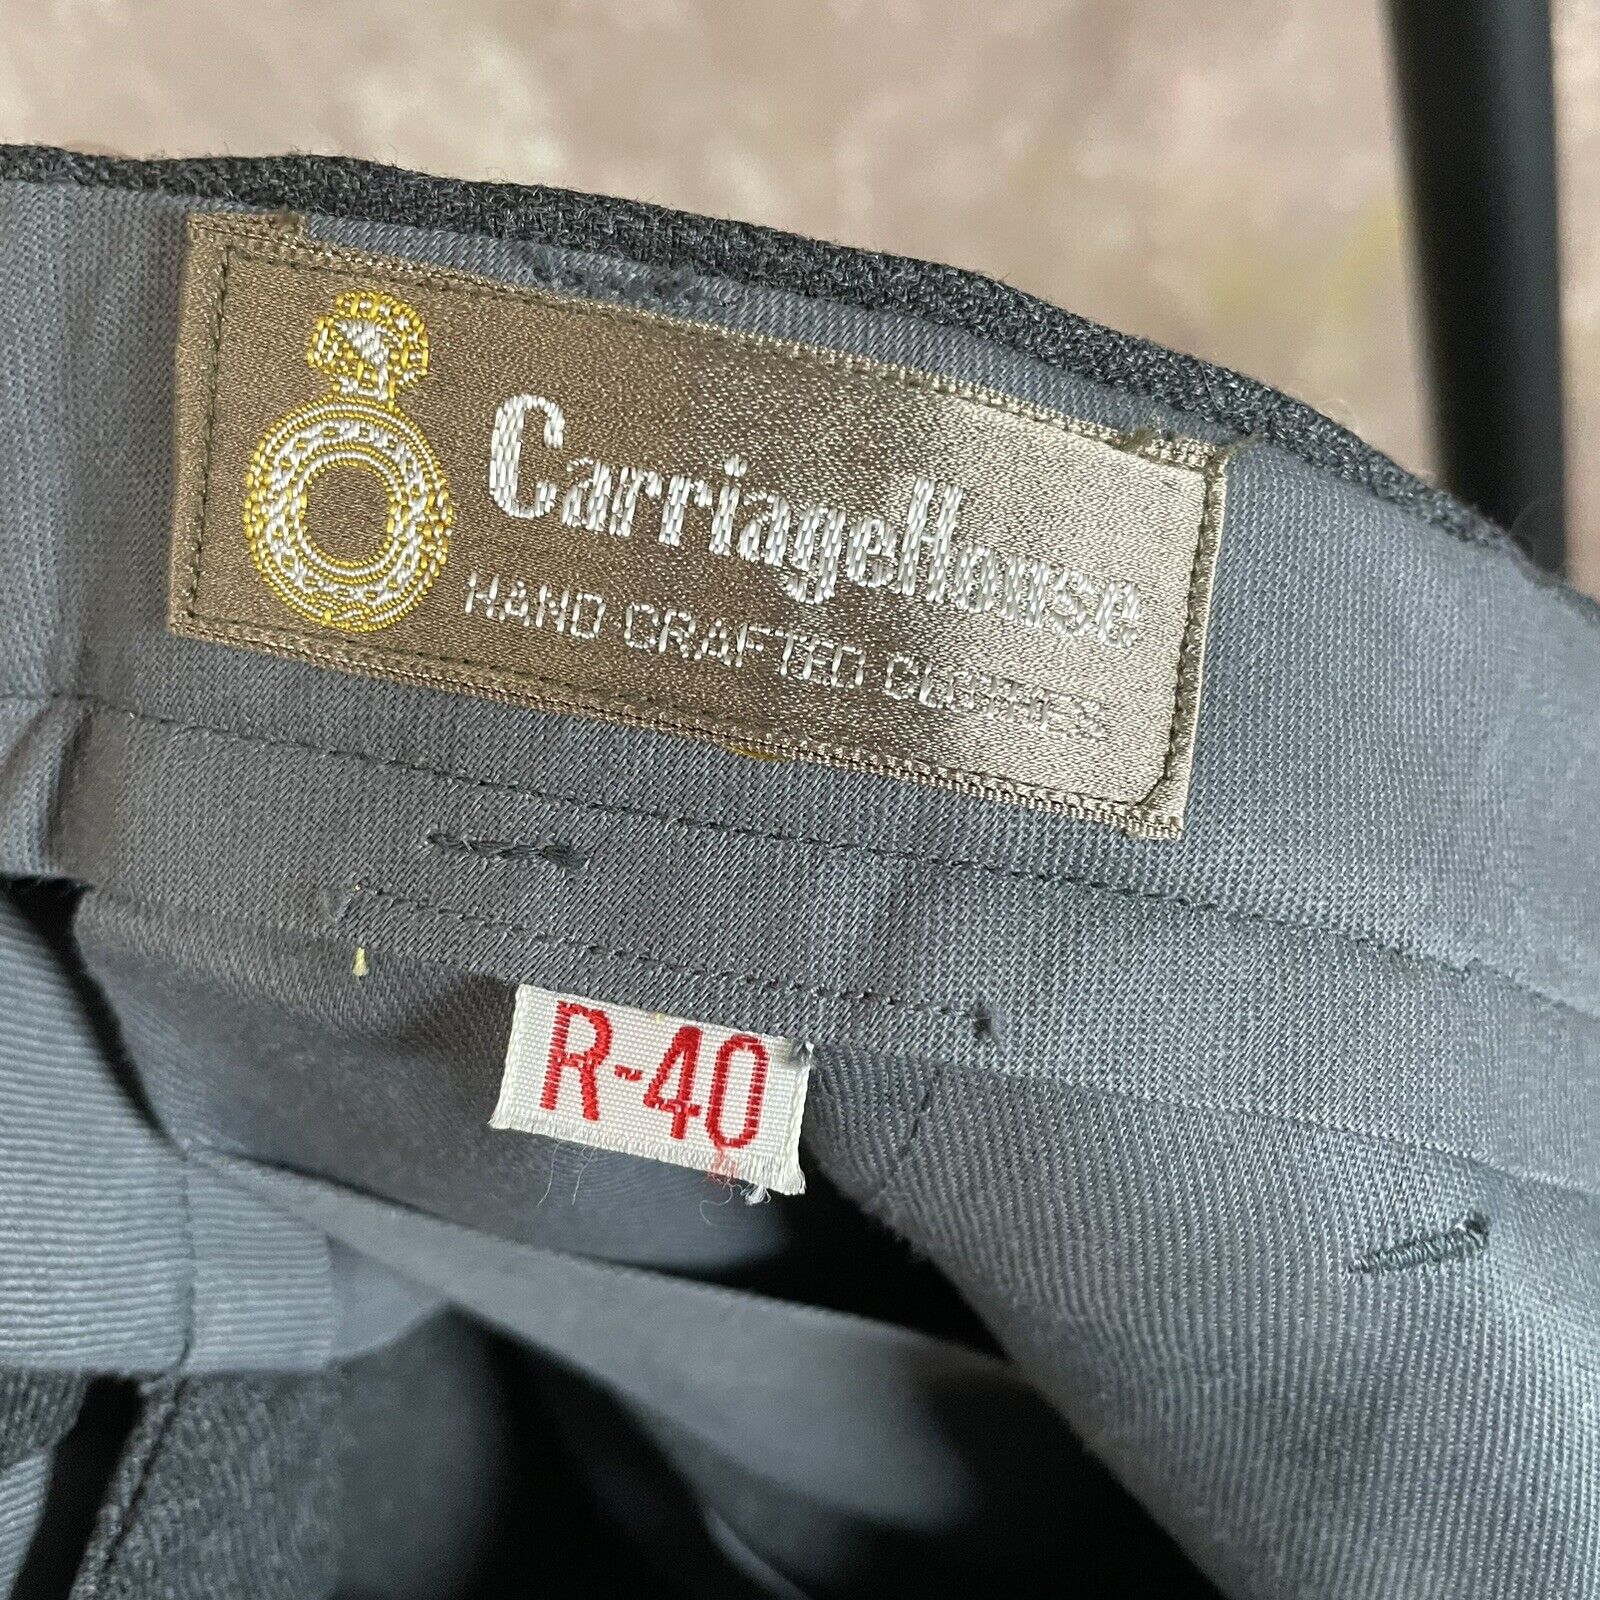 CarriageHouse
HAND CRAFTED CLOTHES
R-40